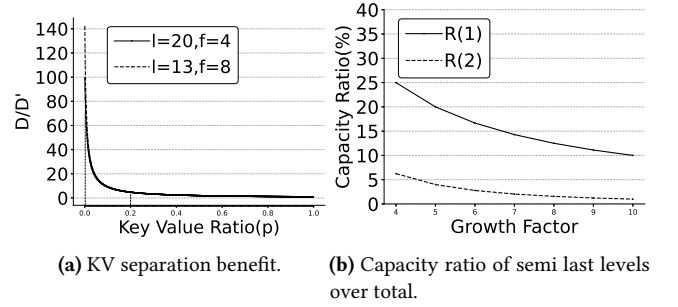 140
120
100
80
60
40
20
0
D/D'
l=20,f=4
l=13,f=8
0.0 0.2 0.4 0.6 0.8 1.0
Key Value Ratio(p)
(a) KV separation benefit.
40
35
30
25
20
15
10
5
0
Capacity Ratio(%)
R(1)
R(2)
4 5 6 7 8 9 10
Growth Factor
(b) Capacity ratio of semi last levels
over total.